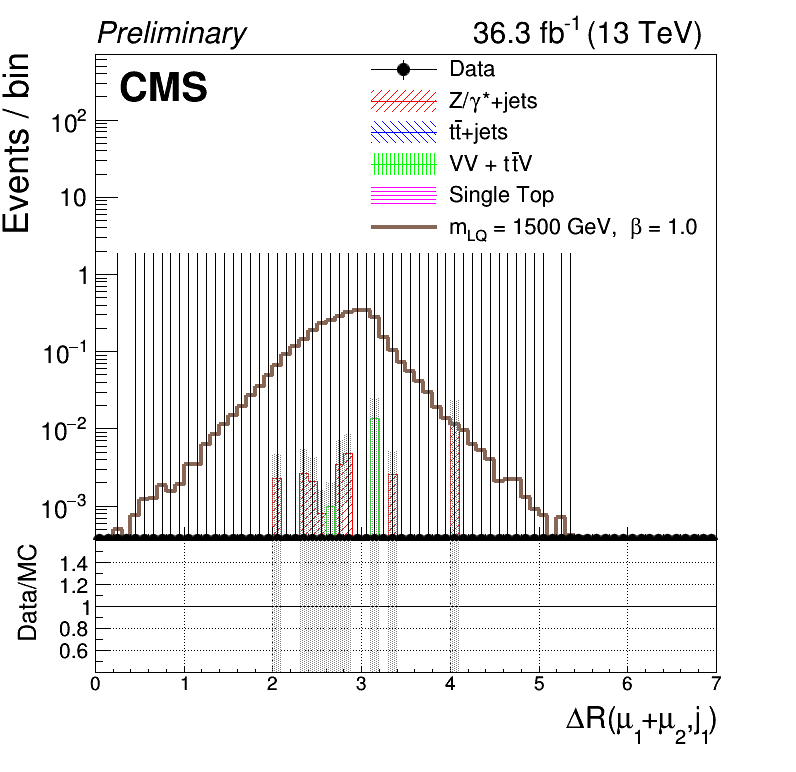 Preliminary 36.3 fb⁻¹ (13 TeV)
CMS
Data
Z/γ*+jets
tt̄+jets
VV + tt̄V
Single Top
m_LQ = 1500 GeV, β = 1.0
Events / bin
10²
10
1
10⁻¹
10⁻²
10⁻³
Data/MC
1.4
1.2
1
0.8
0.6
0 1 2 3 4 5 6 7
ΔR(μ₁+μ₂,j₁)